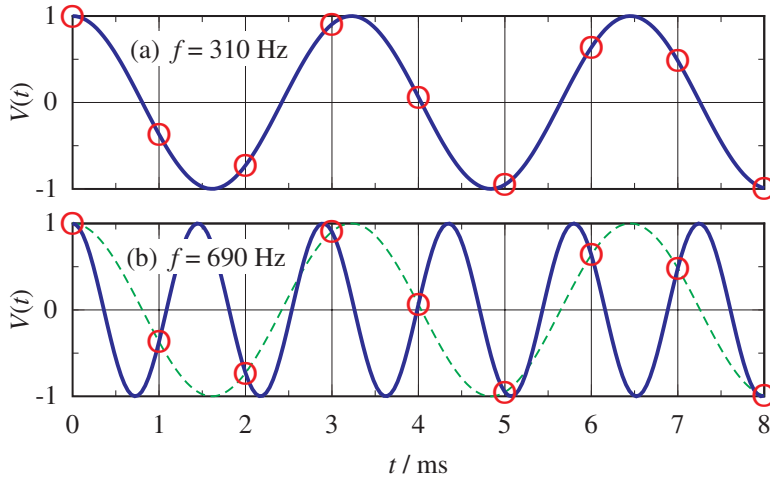 1
0
-1
V(t)
(a) f = 310 Hz
1
0
-1
V(t)
(b) f = 690 Hz
0 1 2 3 4 5 6 7 8
t / ms